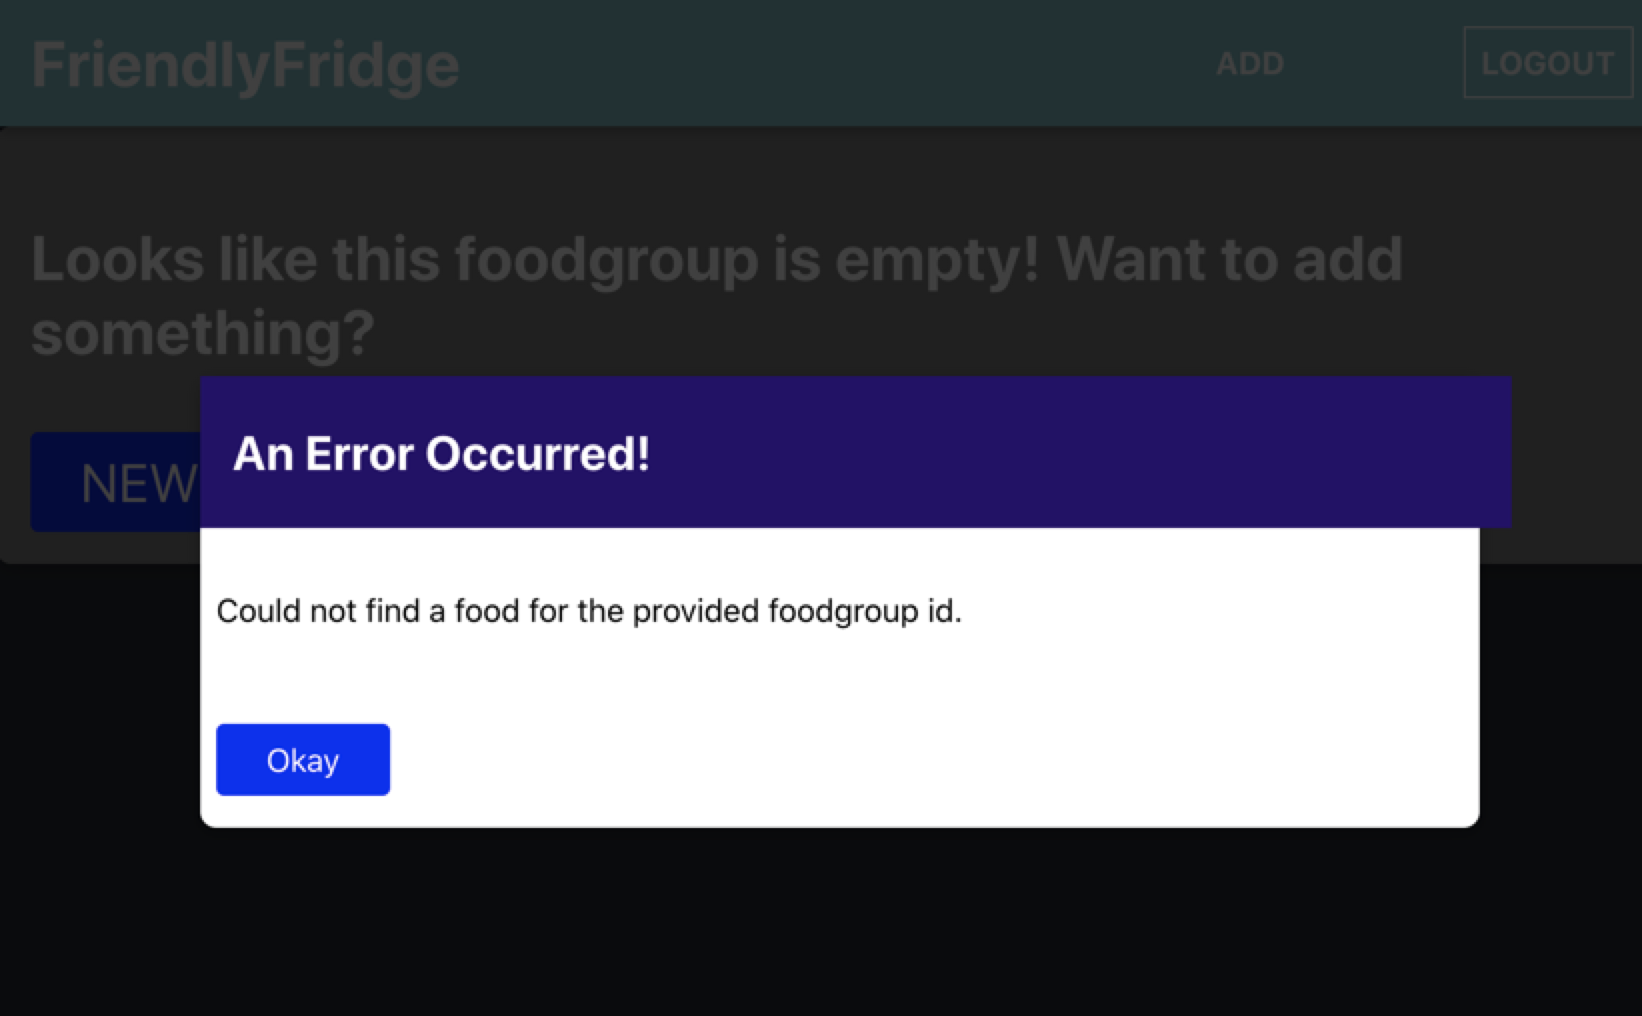 FriendlyFridge
ADD
LOGOUT
Looks like this foodgroup is empty! Want to add
something?
NEW
An Error Occurred!
Could not find a food for the provided foodgroup id.
Okay